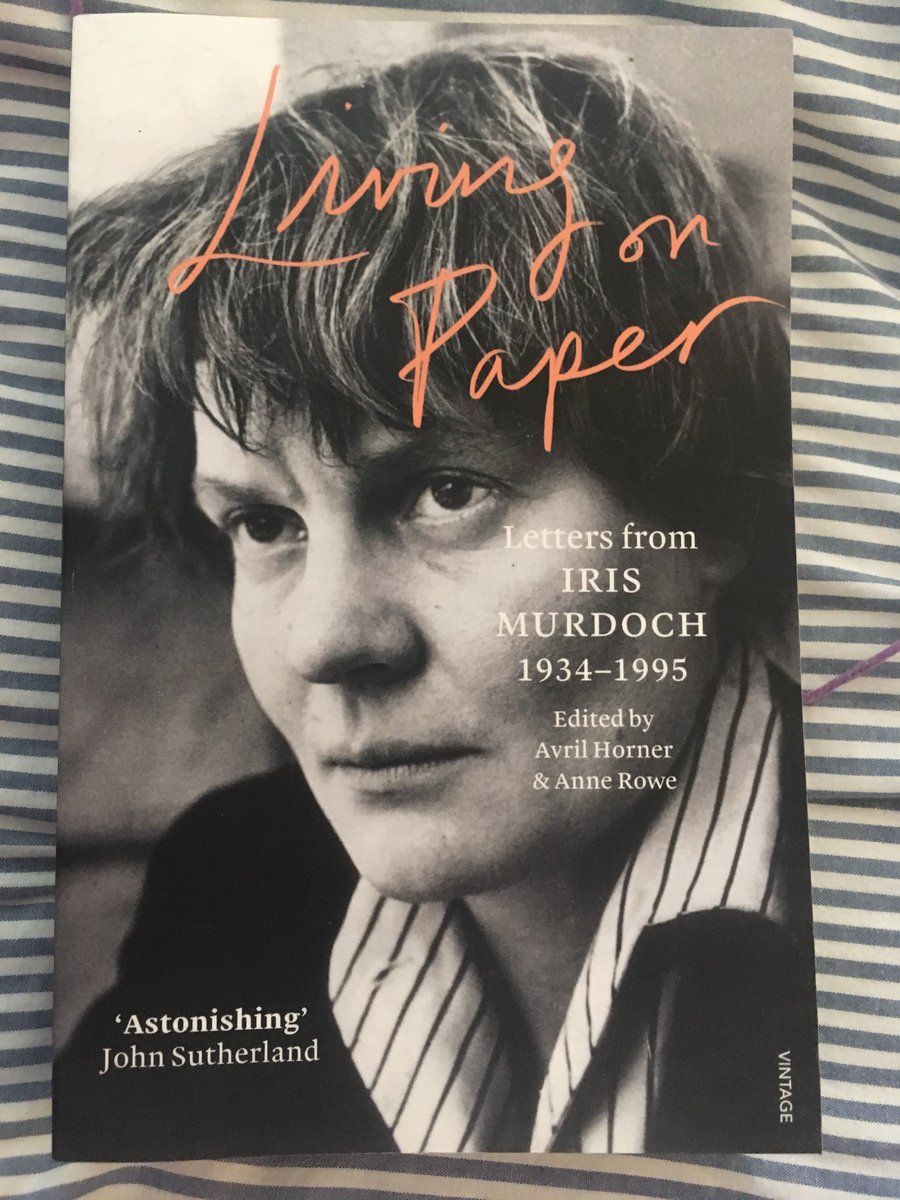 Living on
Paper
Letters from
IRIS
MURDOCH
1934–1995
Edited by
Avril Horner
& Anne Rowe
‘Astonishing’
John Sutherland
VINTAGE